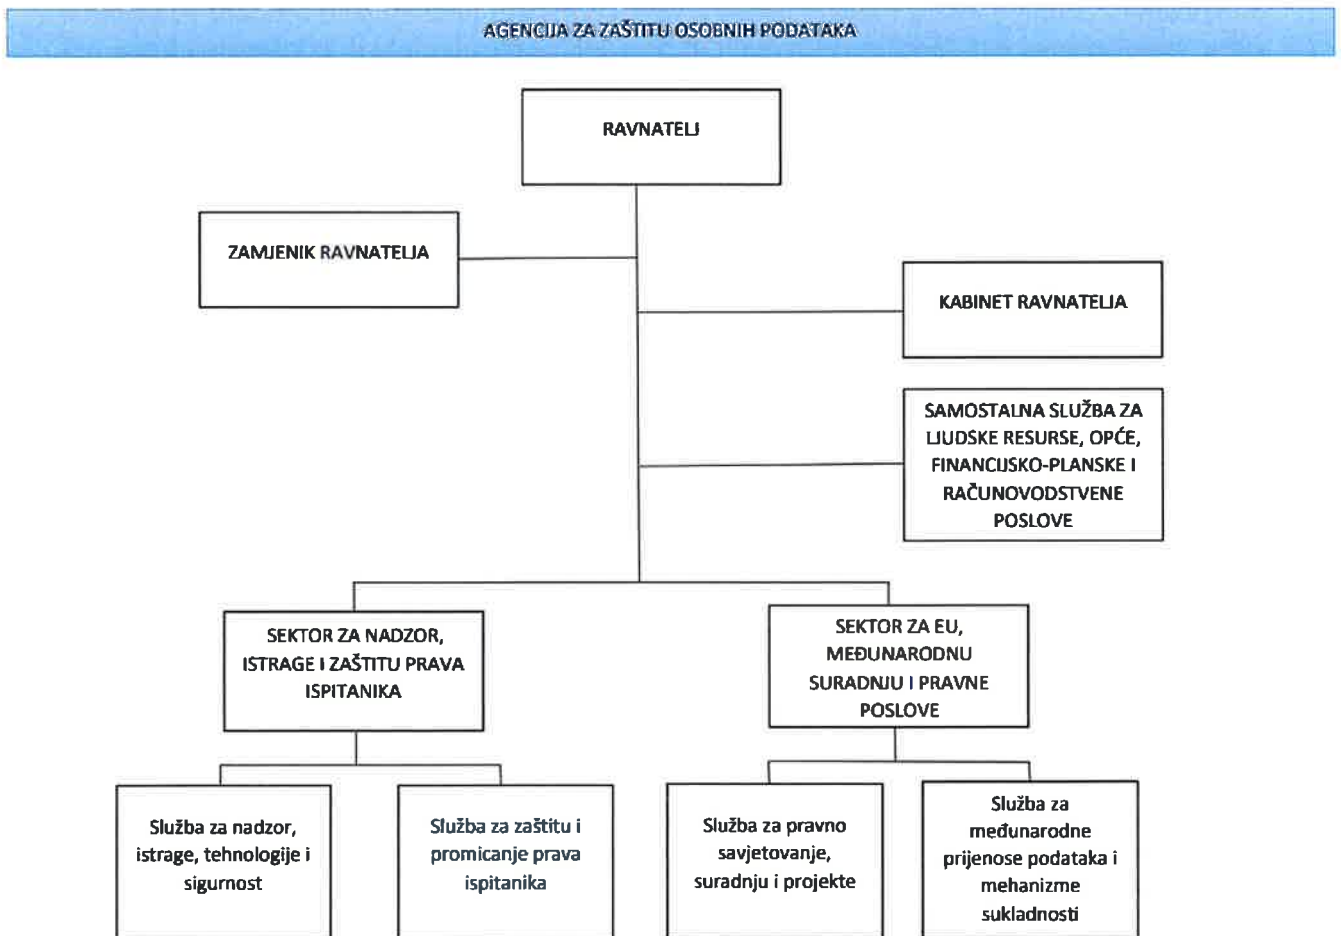 AGENCIJA ZA ZAŠTITU OSOBNIH PODATAKA
RAVNATELJ
ZAMJENIK RAVNATELJA
KABINET RAVNATELJA
SAMOSTALNA SLUŽBA ZA
LJUDSKE RESURSE, OPĆE,
FINANCIJSKO-PLANSKE I
RAČUNOVODSTVENE
POSLOVE
SEKTOR ZA NADZOR,
ISTRAGE I ZAŠTITU PRAVA
ISPITANIKA
SEKTOR ZA EU,
MEĐUNARODNU
SURADNJU I PRAVNE
POSLOVE
Služba za nadzor,
istrage, tehnologije i
sigurnost
Služba za zaštitu i
promicanje prava
ispitanika
Služba za pravno
savjetovanje,
suradnju i projekte
Služba za
međunarodne
prijenose podataka i
mehanizme
sukladnosti